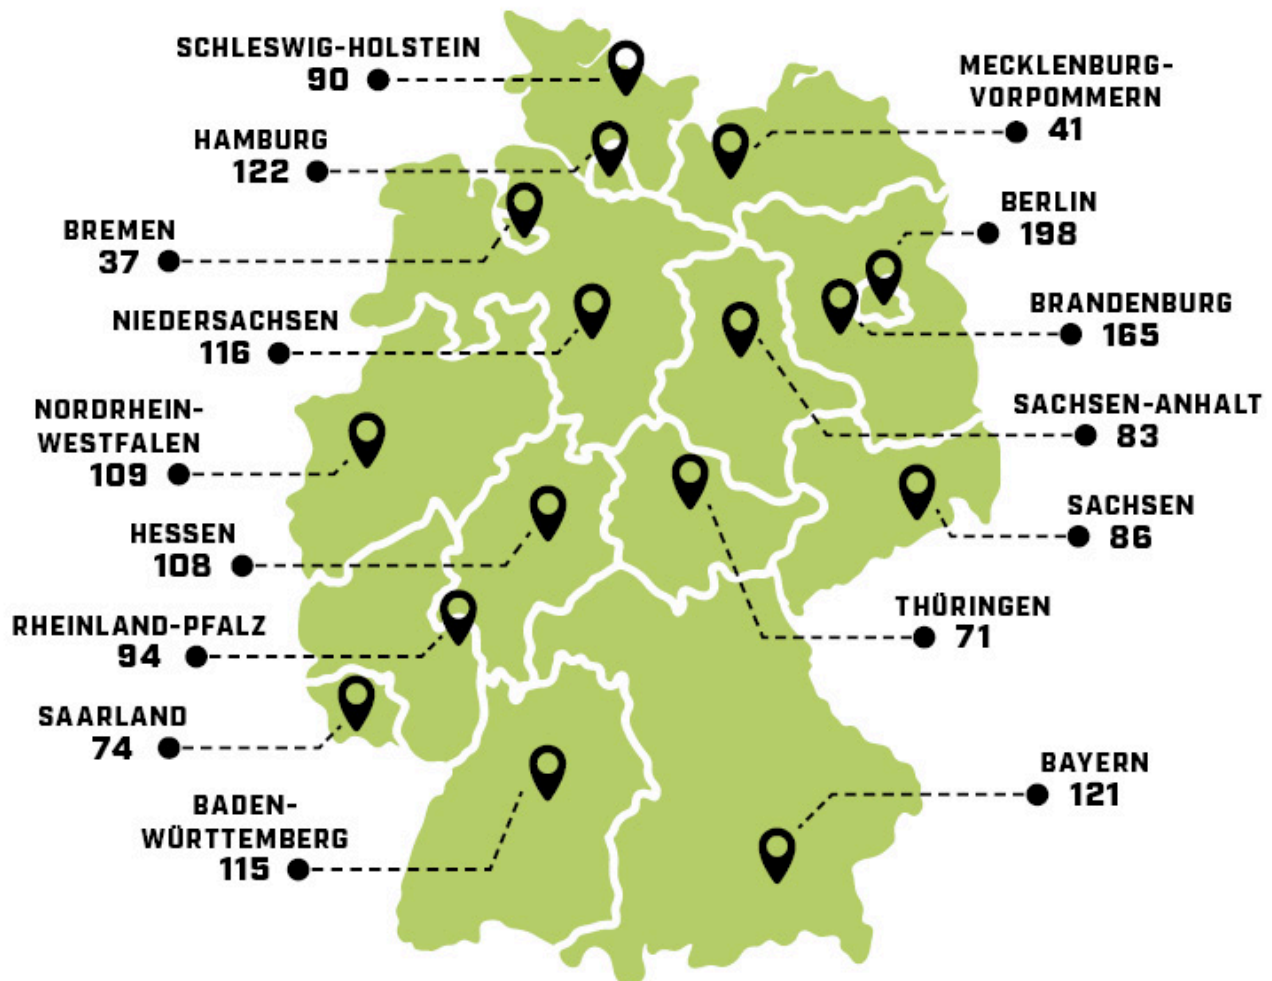 SCHLESWIG-HOLSTEIN
90
MECKLENBURG-
VORPOMMERN
41
HAMBURG
122
BERLIN
198
BREMEN
37
BRANDENBURG
165
NIEDERSACHSEN
116
SACHSEN-ANHALT
83
NORDRHEIN-
WESTFALEN
109
SACHSEN
86
HESSEN
108
THÜRINGEN
71
RHEINLAND-PFALZ
94
SAARLAND
74
BAYERN
121
BADEN-
WÜRTTEMBERG
115